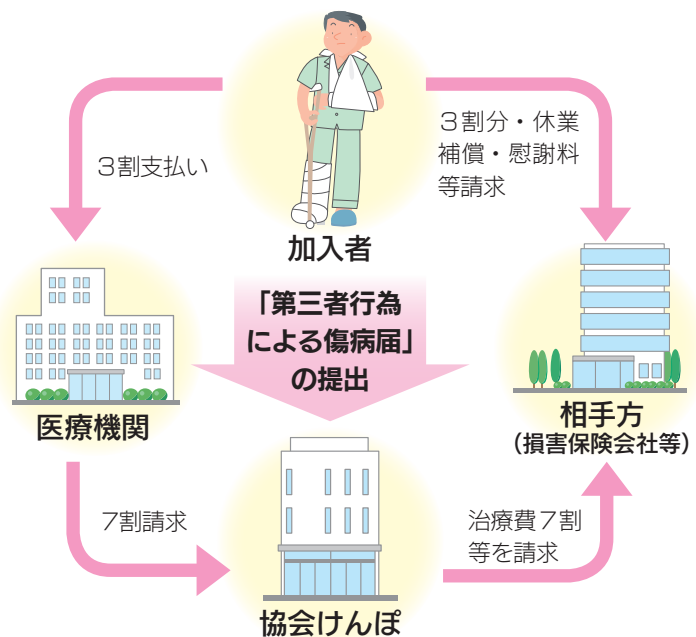 3割支払い
3割分・休業
補償・慰謝料
等請求
加入者
「第三者行為
による傷病届」
の提出
医療機関
相手方
(損害保険会社等)
7割請求
治療費7割
等を請求
協会けんぽ